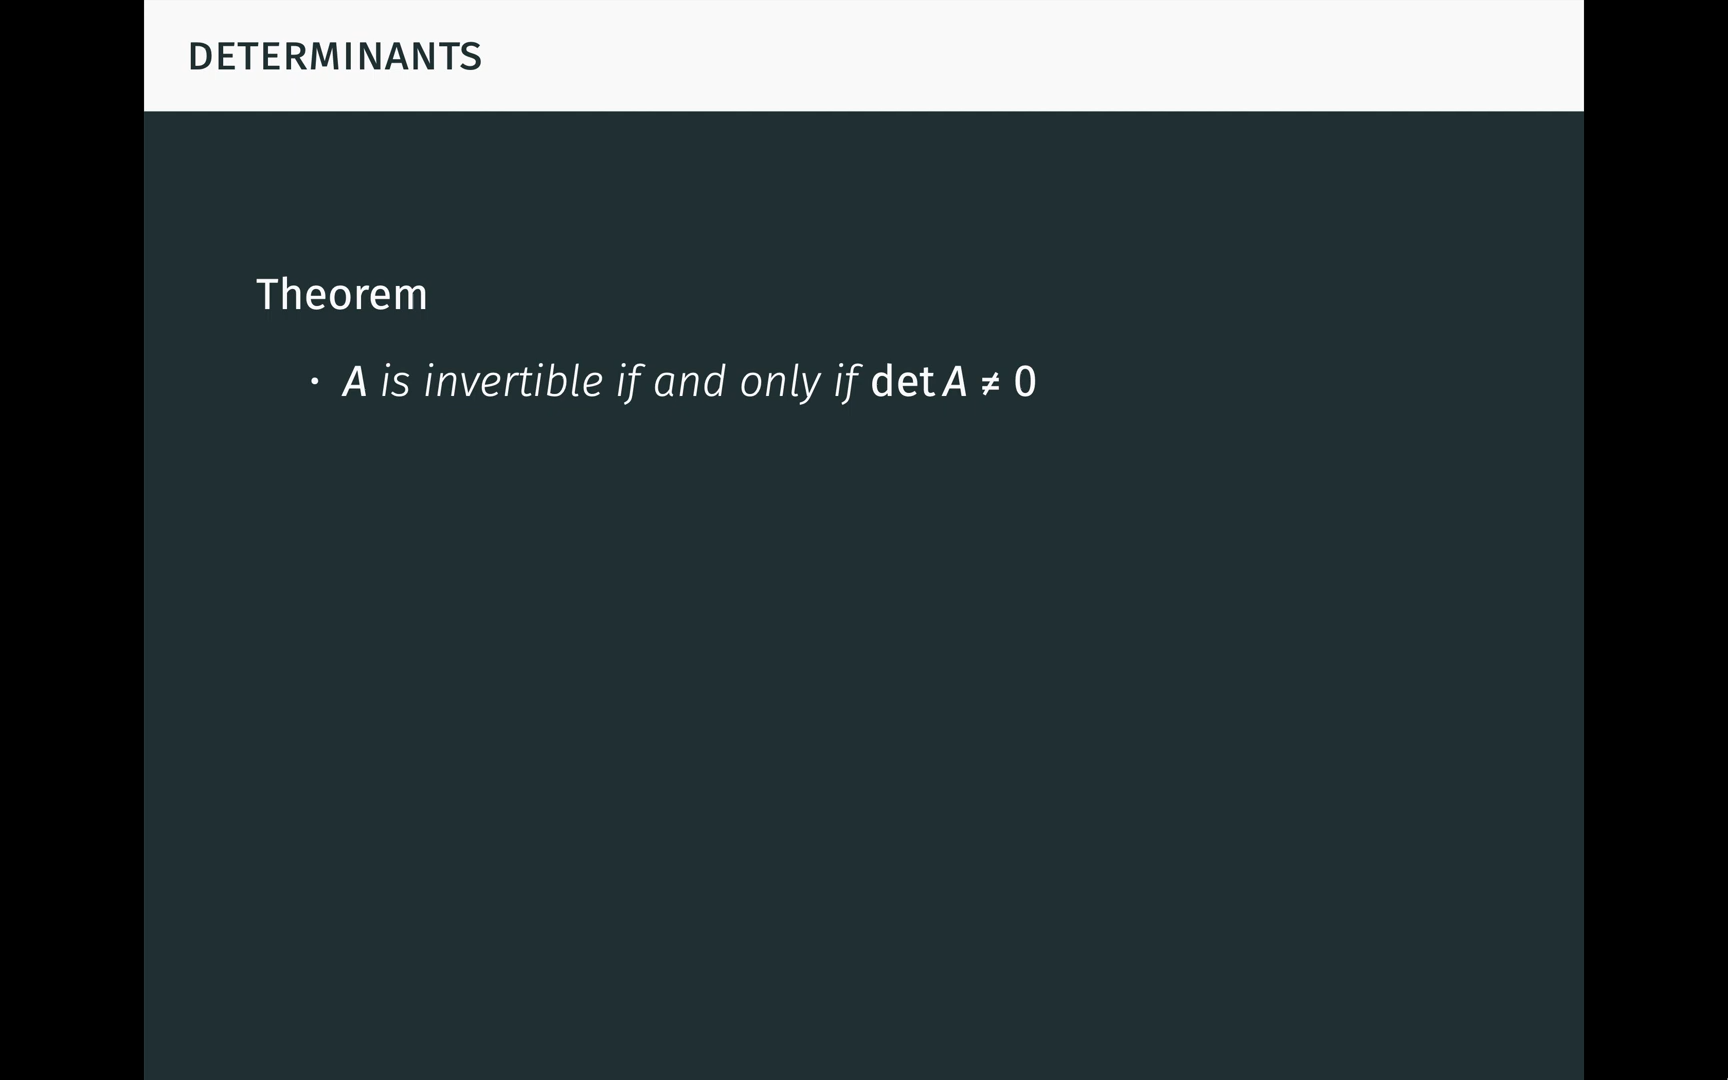 DETERMINANTS
Theorem
• A is invertible if and only if det A ≠ 0